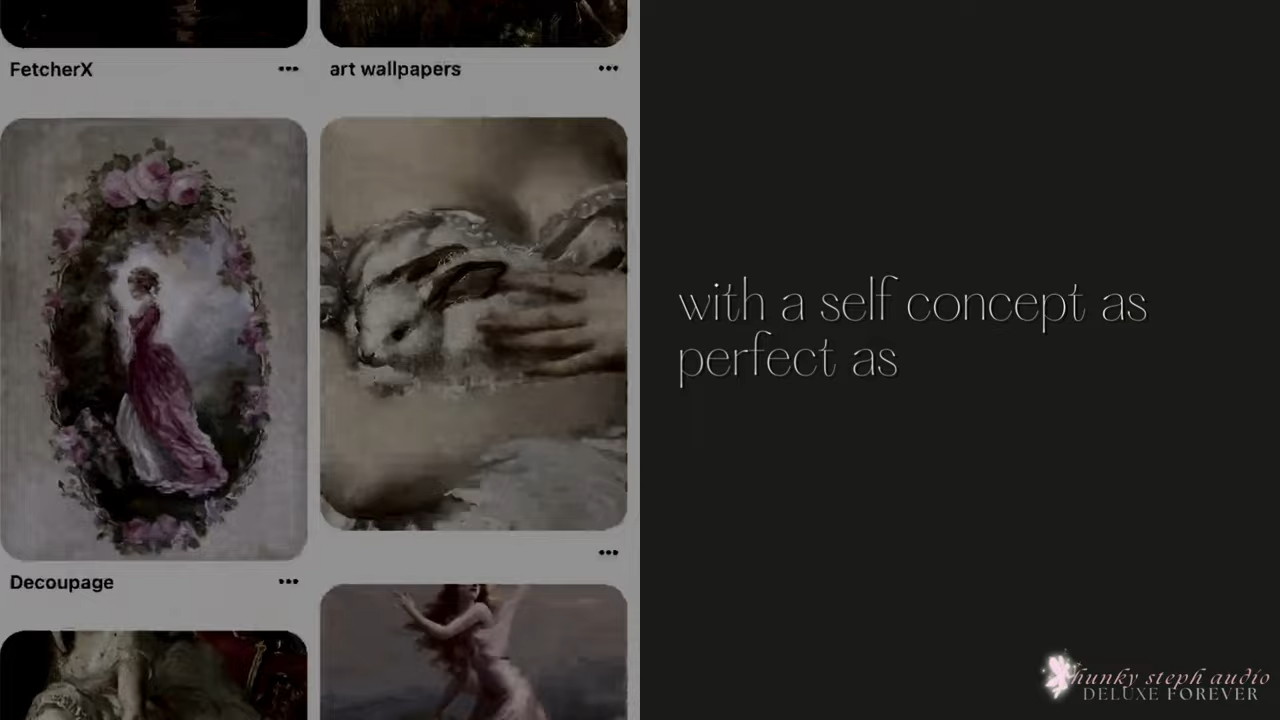 FetcherX
art wallpapers
Decoupage
with a self concept as
perfect as
hunky steph audio
DELUXE FOREVER